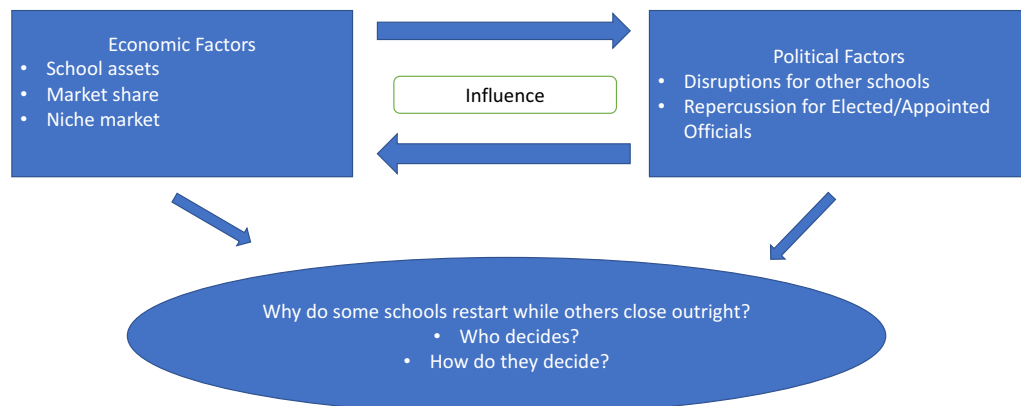 Economic Factors
• School assets
• Market share
• Niche market
Influence
Political Factors
• Disruptions for other schools
• Repercussion for Elected/Appointed
Officials
Why do some schools restart while others close outright?
• Who decides?
• How do they decide?